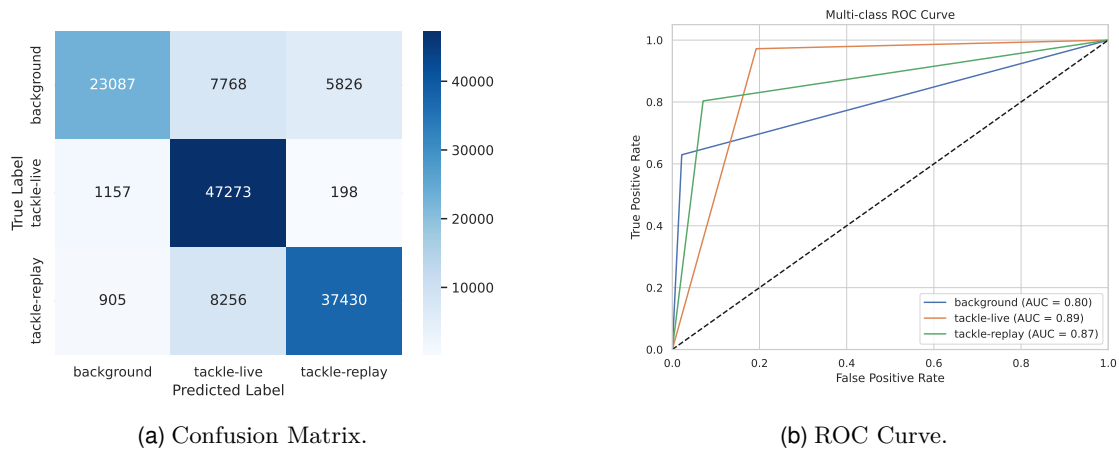 True Label
background
tackle-live
tackle-replay
23087 7768 5826
1157 47273 198
905 8256 37430
background tackle-live tackle-replay
Predicted Label
40000
30000
20000
10000
(a) Confusion Matrix.
Multi-class ROC Curve
True Positive Rate
1.0
0.8
0.6
0.4
0.2
0.0
0.0 0.2 0.4 0.6 0.8 1.0
False Positive Rate
background (AUC = 0.80)
tackle-live (AUC = 0.89)
tackle-replay (AUC = 0.87)
(b) ROC Curve.